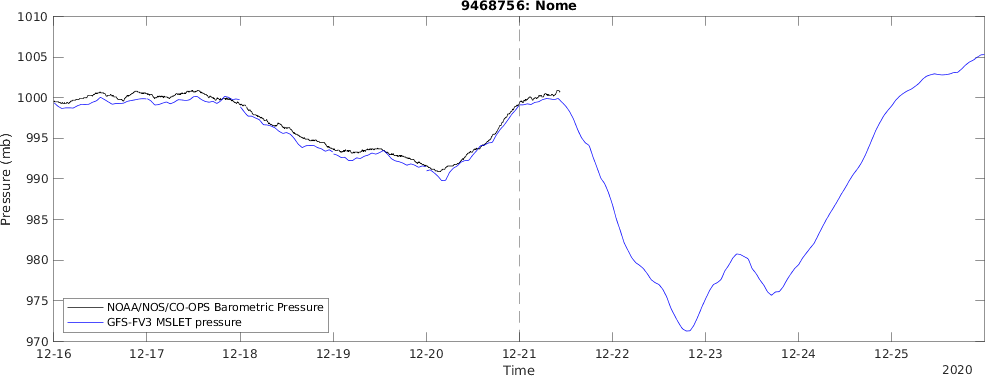 9468756: Nome
1010
1005
1000
995
990
985
980
975
970
Pressure (mb)
NOAA/NOS/CO-OPS Barometric Pressure
GFS-FV3 MSLET pressure
12-16 12-17 12-18 12-19 12-20 12-21 12-22 12-23 12-24 12-25
Time
2020